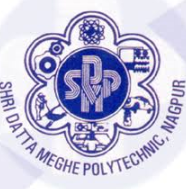 SDMP
SHRI DATTA MEGHE POLYTECHNIC, NAGPUR